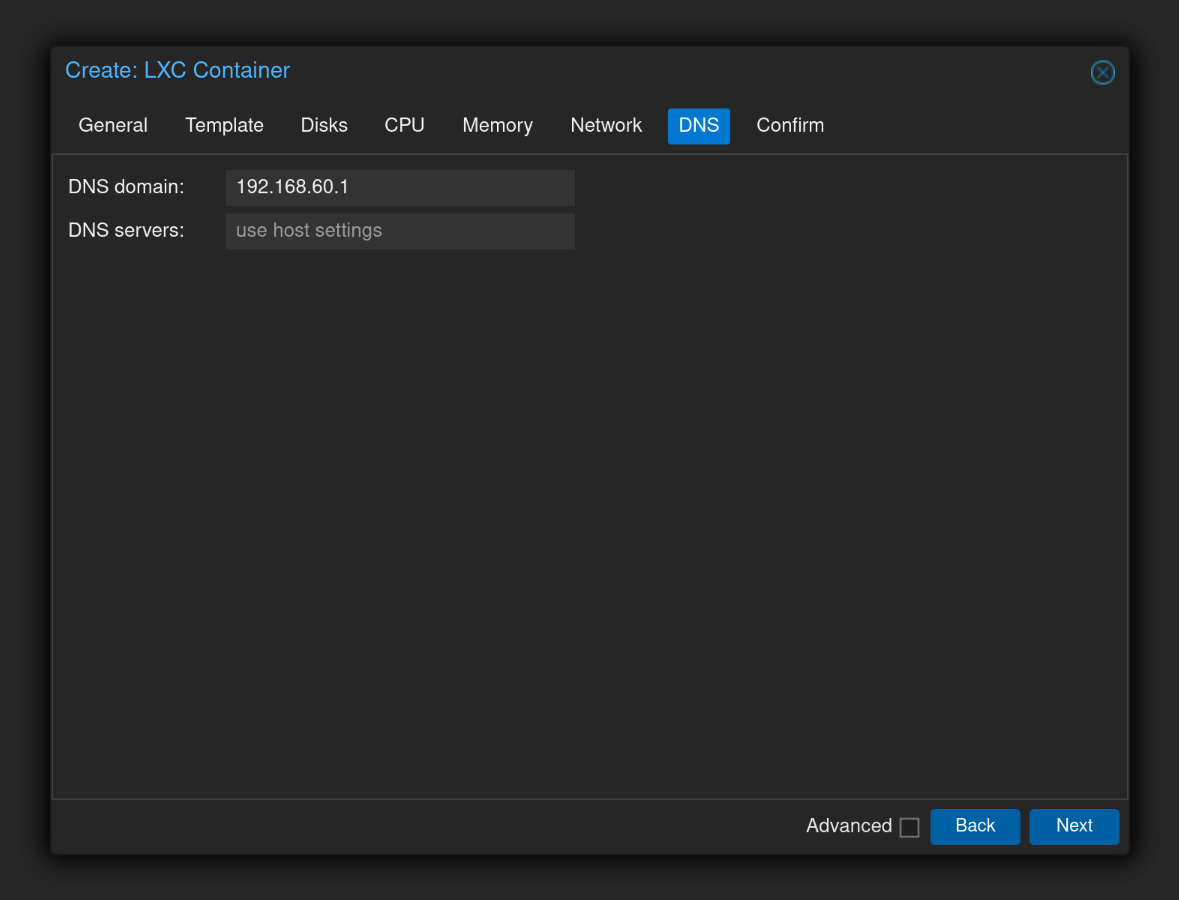 Create: LXC Container
General Template Disks CPU Memory Network DNS Confirm
DNS domain: 192.168.60.1
DNS servers: use host settings
Advanced Back Next